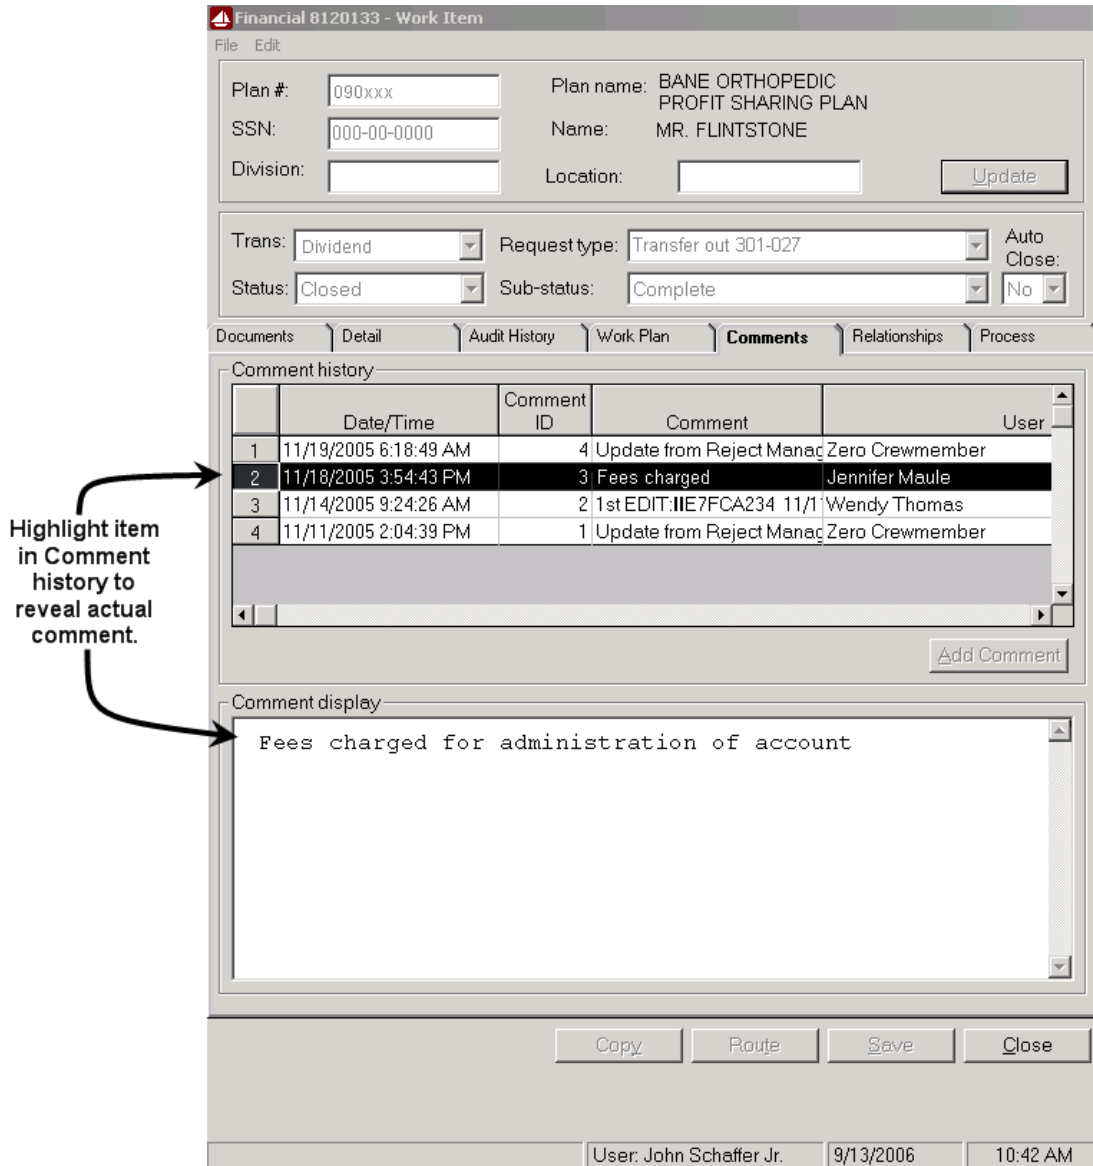 Financial 8120133 - Work Item
File Edit
Plan #: 090xxx Plan name: BANE ORTHOPEDIC
PROFIT SHARING PLAN
SSN: 000-00-0000 Name: MR. FLINTSTONE
Division: Location: Update
Trans: Dividend Request type: Transfer out 301-027 Auto
Close:
Status: Closed Sub-status: Complete No
Documents Detail Audit History Work Plan Comments Relationships Process
Comment history
Date/Time Comment
ID Comment User
1 11/19/2005 6:18:49 AM 4 Update from Reject Manag Zero Crewmember
2 11/18/2005 3:54:43 PM 3 Fees charged Jennifer Maule
3 11/14/2005 9:24:26 AM 2 1st EDIT:IIE7FCA234 11/1 Wendy Thomas
4 11/11/2005 2:04:39 PM 1 Update from Reject Manag Zero Crewmember
Highlight item
in Comment
history to
reveal actual
comment.
Add Comment
Comment display
Fees charged for administration of account
Copy Route Save Close
User: John Schaffer Jr. 9/13/2006 10:42 AM